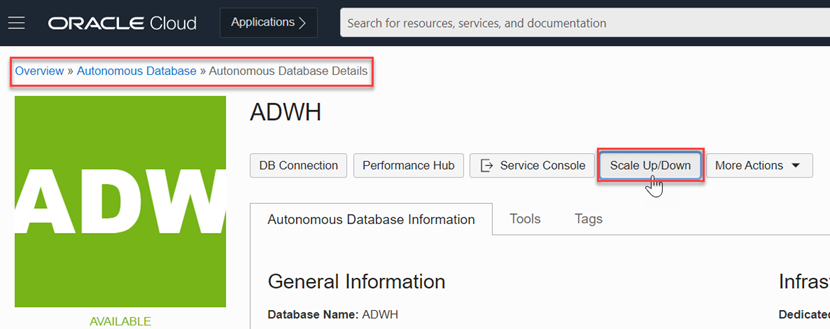 ORACLE Cloud
Applications
Search for resources, services, and documentation
Overview » Autonomous Database » Autonomous Database Details
ADW
AVAILABLE
ADWH
DB Connection
Performance Hub
Service Console
Scale Up/Down
More Actions
Autonomous Database Information
Tools
Tags
General Information
Database Name: ADWH
Infrast
Dedicated